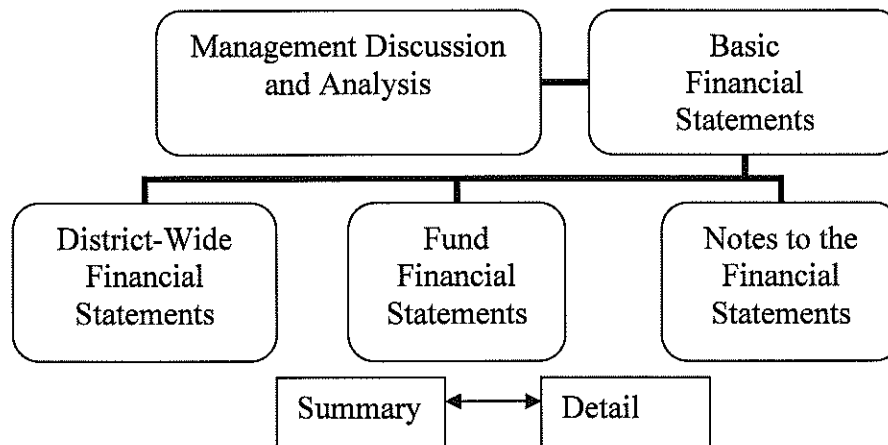 Management Discussion
and Analysis
Basic
Financial
Statements
District-Wide
Financial
Statements
Fund
Financial
Statements
Notes to the
Financial
Statements
Summary
Detail